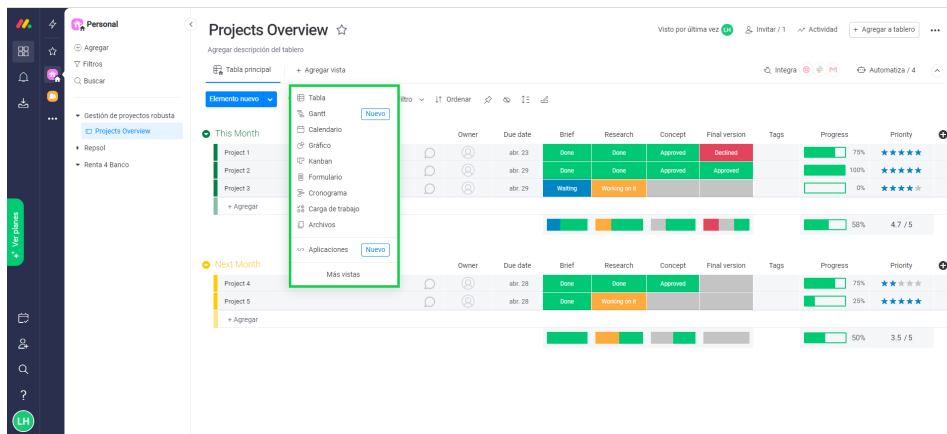 Personal
Agregar
Filtros
Buscar
Gestión de proyectos robusta
Projects Overview
Repsol
Renta 4 Banco
Ver planes
LH
Projects Overview
Visto por última vez LH
Invitar / 1
Actividad
+ Agregar a tablero
Agregar descripción del tablero
Tabla principal
+ Agregar vista
Integra
Automatiza / 4
Elemento nuevo
Ordenar
Tabla
Gantt Nuevo
Calendario
Gráfico
Kanban
Formulario
Cronograma
Carga de trabajo
Archivos
Aplicaciones Nuevo
Más vistas
This Month Owner Due date Brief Research Concept Final version Tags Progress Priority
Project 1 abr. 23 Done Done Approved Declined 75%
Project 2 abr. 29 Done Done Approved Approved 100%
Project 3 abr. 29 Waiting Working on it 0%
+ Agregar
58% 4.7 / 5
Next Month Owner Due date Brief Research Concept Final version Tags Progress Priority
Project 4 abr. 28 Done Done Approved 75%
Project 5 abr. 28 Done Working on it 25%
+ Agregar
50% 3.5 / 5